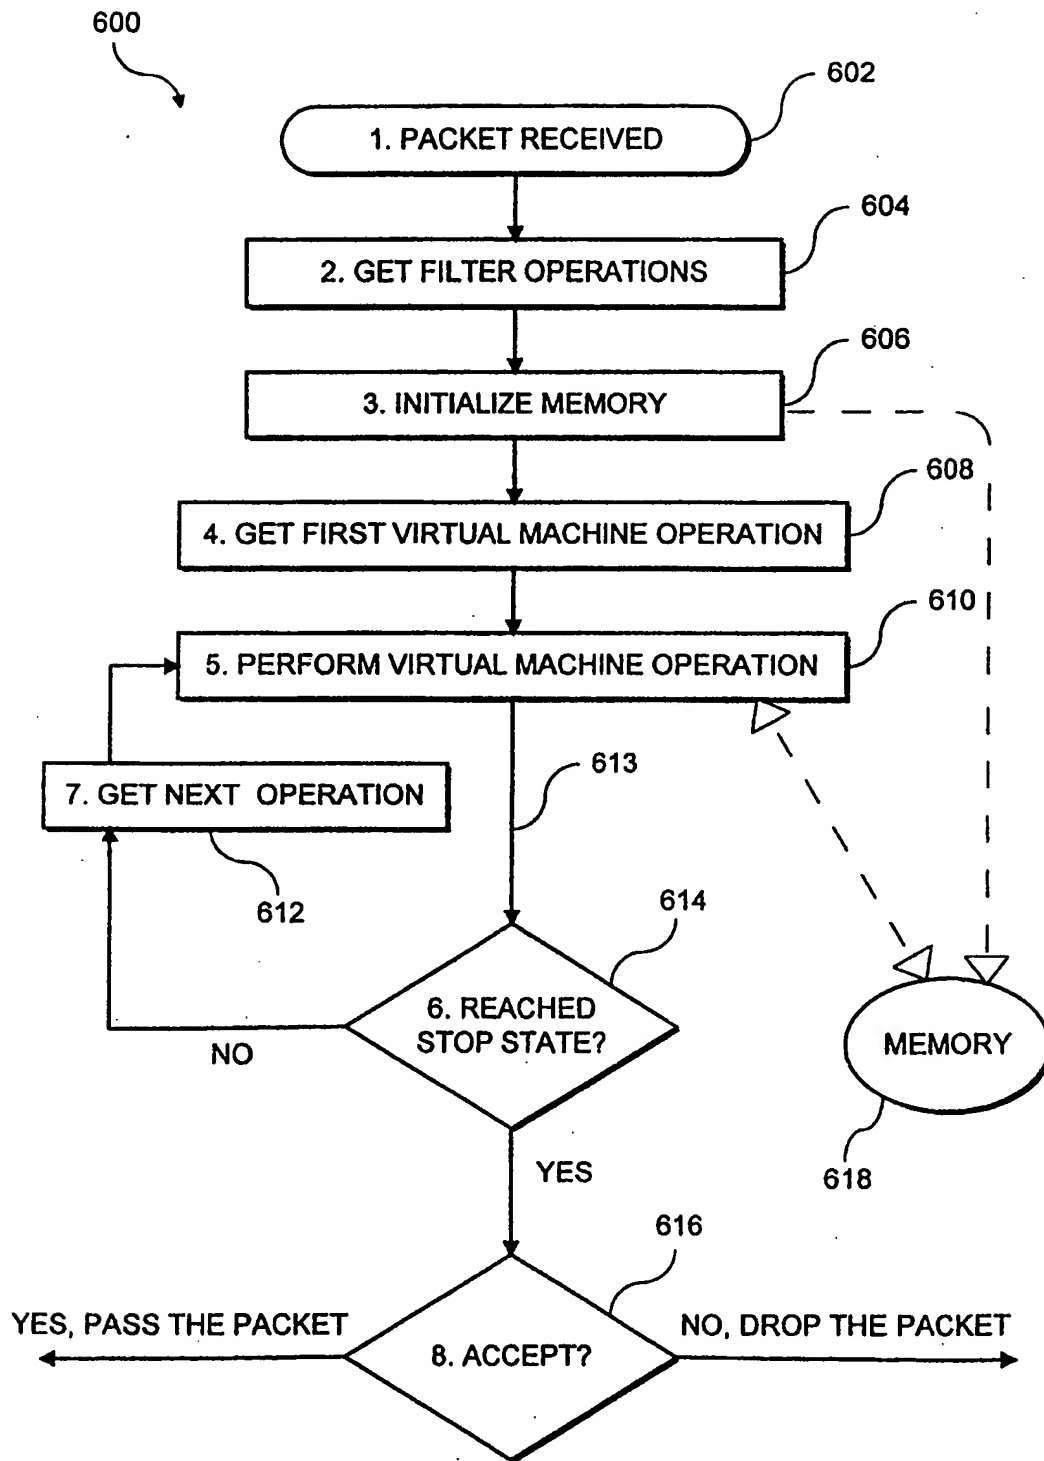 600
602
1. PACKET RECEIVED
604
2. GET FILTER OPERATIONS
606
3. INITIALIZE MEMORY
608
4. GET FIRST VIRTUAL MACHINE OPERATION
610
5. PERFORM VIRTUAL MACHINE OPERATION
613
7. GET NEXT OPERATION
612
614
6. REACHED
STOP STATE?
NO
MEMORY
618
YES
616
YES, PASS THE PACKET
NO, DROP THE PACKET
8. ACCEPT?